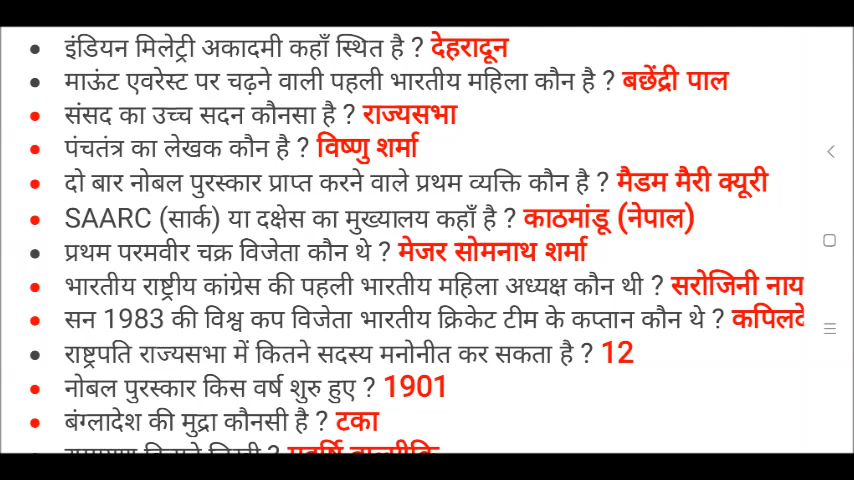 इंडियन मिलेट्री अकादमी कहाँ स्थित है ? देहरादून
माऊंट एवरेस्ट पर चढ़ने वाली पहली भारतीय महिला कौन है ? बछेंद्री पाल
संसद का उच्च सदन कौनसा है ? राज्यसभा
पंचतंत्र का लेखक कौन है ? विष्णु शर्मा
दो बार नोबल पुरस्कार प्राप्त करने वाले प्रथम व्यक्ति कौन है ? मैडम मैरी क्यूरी
SAARC (सार्क) या दक्षेस का मुख्यालय कहाँ है ? काठमांडू (नेपाल)
प्रथम परमवीर चक्र विजेता कौन थे ? मेजर सोमनाथ शर्मा
भारतीय राष्ट्रीय कांग्रेस की पहली भारतीय महिला अध्यक्ष कौन थी ? सरोजिनी नाय
सन 1983 की विश्व कप विजेता भारतीय क्रिकेट टीम के कप्तान कौन थे ? कपिलदे
राष्ट्रपति राज्यसभा में कितने सदस्य मनोनीत कर सकता है ? 12
नोबल पुरस्कार किस वर्ष शुरु हुए ? 1901
बंग्लादेश की मुद्रा कौनसी है ? टका